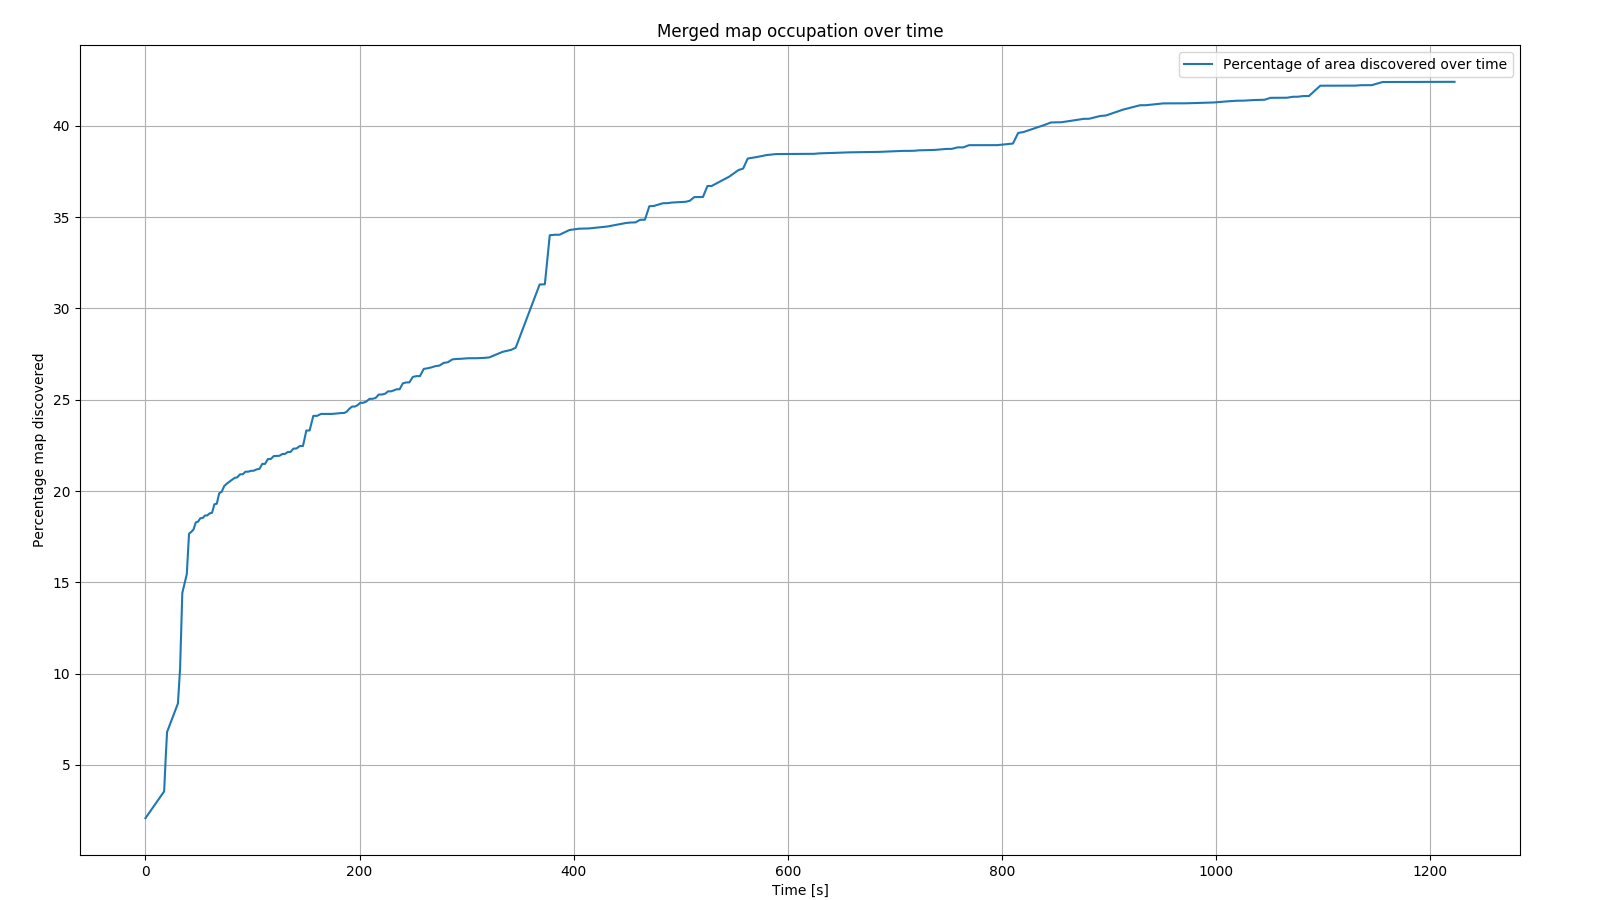 Merged map occupation over time
Percentage of area discovered over time
Percentage map discovered
40
35
30
25
20
15
10
5
0 200 400 600 800 1000 1200
Time [s]